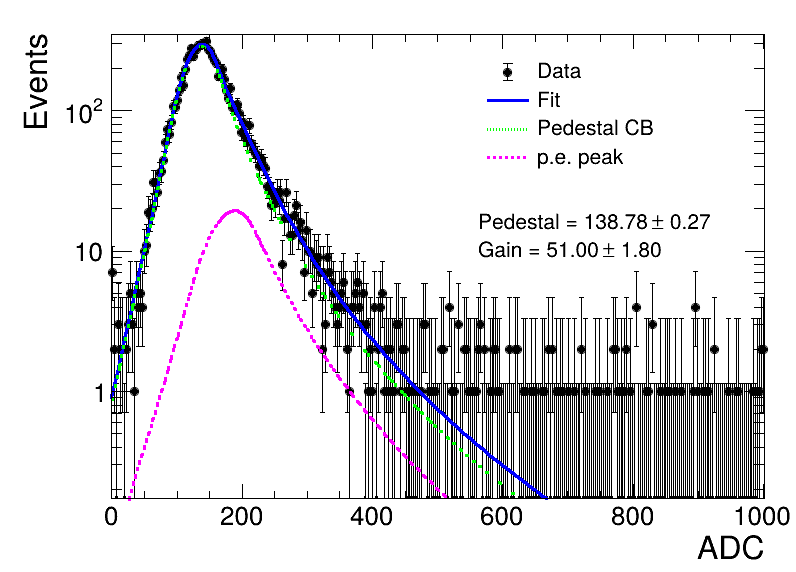 Events
10²
10
1
Data
Fit
Pedestal CB
p.e. peak
Pedestal = 138.78 ± 0.27
Gain = 51.00 ± 1.80
0 200 400 600 800 1000
ADC